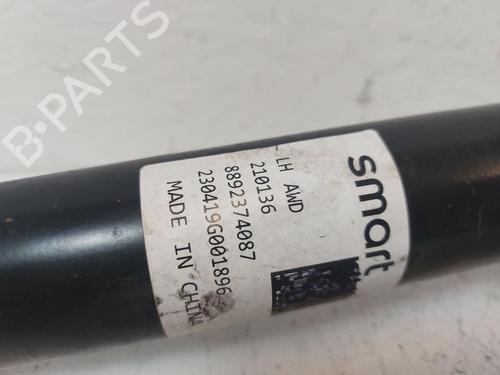 B-PARTS
smart
LH AWD
210136
8892374087
230419G001896
MADE IN CHINA